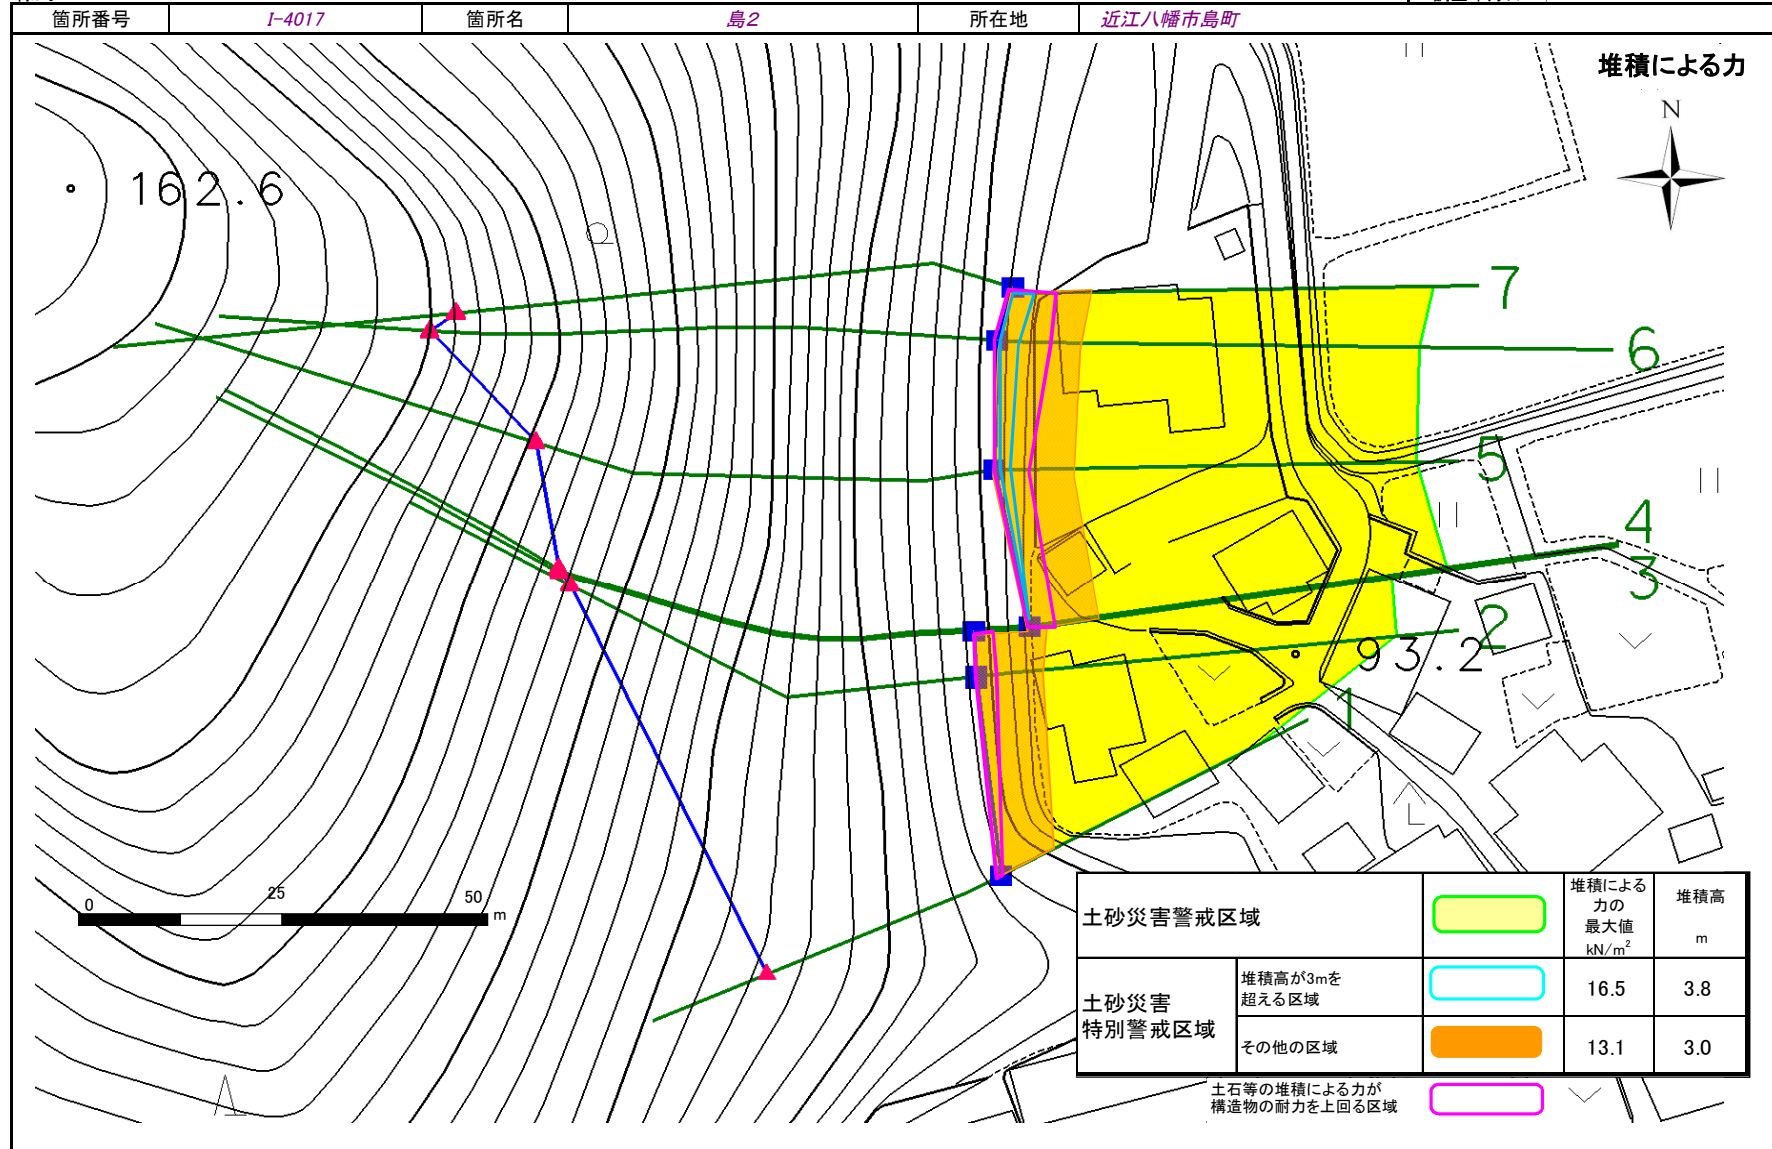 箇所番号 I-4017 箇所名 島2 所在地 近江八幡市島町
堆積による力
N
162.6
7
6
5
4
3
2
93.2
1
0 25 50 m
土砂災害警戒区域
堆積による
力の
最大値
kN/m²
堆積高
m
土砂災害
特別警戒区域
堆積高が3mを
超える区域
16.5 3.8
その他の区域
13.1 3.0
土石等の堆積による力が
構造物の耐力を上回る区域